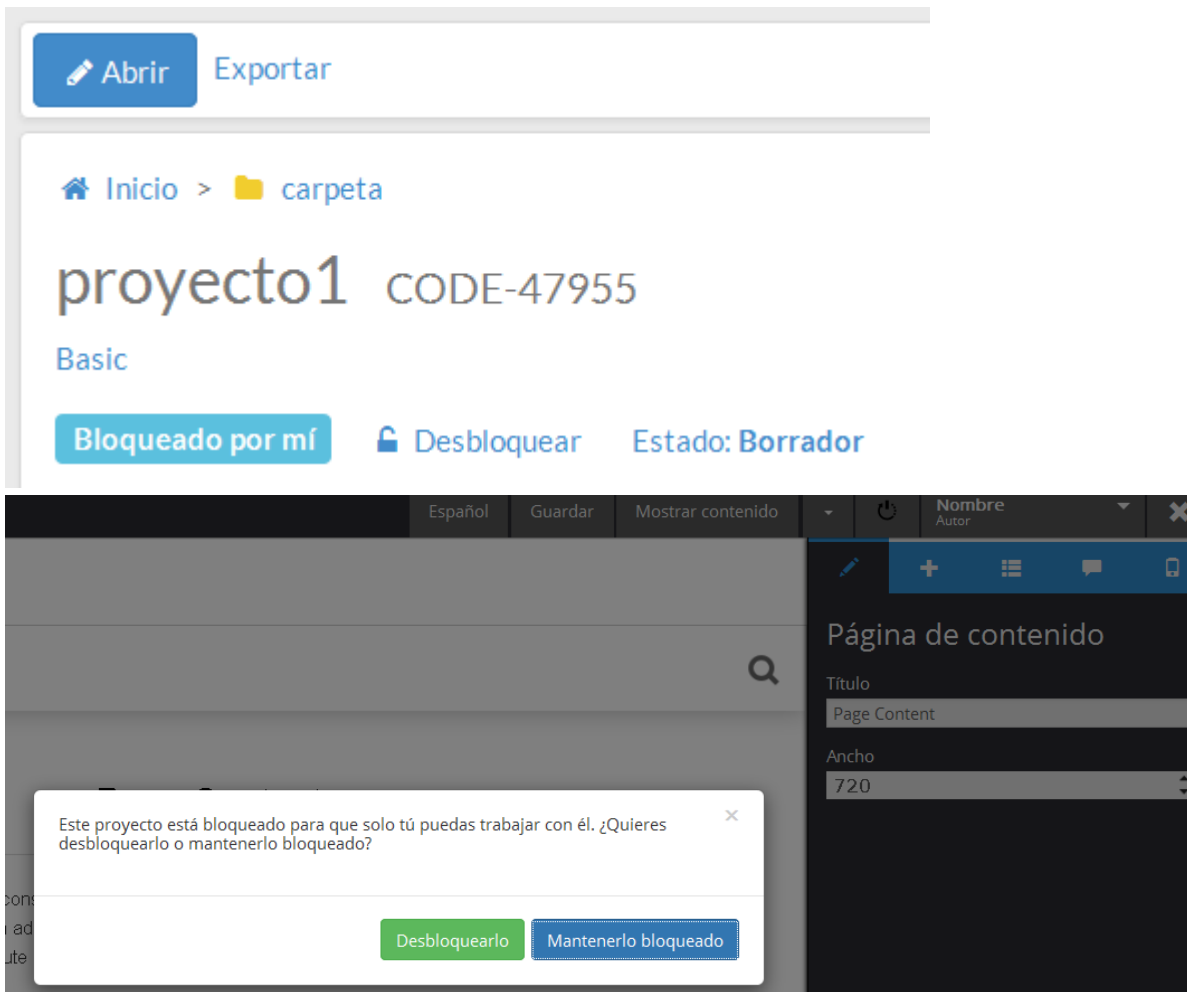 Abrir Exportar
Inicio > carpeta
proyecto1 CODE-47955
Basic
Bloqueado por mí Desbloquear Estado: Borrador
Español Guardar Mostrar contenido Nombre
Autor
Página de contenido
Título
Page Content
Ancho
720
Este proyecto está bloqueado para que solo tú puedas trabajar con él. ¿Quieres
desbloquearlo o mantenerlo bloqueado?
Desbloquearlo Mantenerlo bloqueado